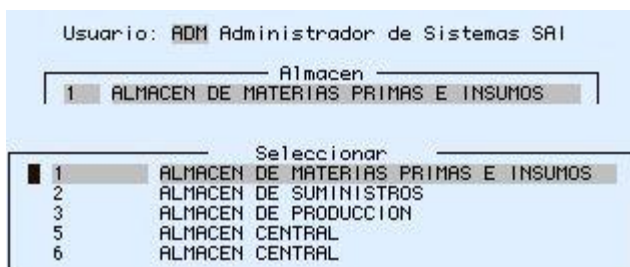 Usuario: ADM Administrador de Sistemas SAI
Almacen
1 ALMACEN DE MATERIAS PRIMAS E INSUMOS
Seleccionar
1 ALMACEN DE MATERIAS PRIMAS E INSUMOS
2 ALMACEN DE SUMINISTROS
3 ALMACEN DE PRODUCCION
5 ALMACEN CENTRAL
6 ALMACEN CENTRAL